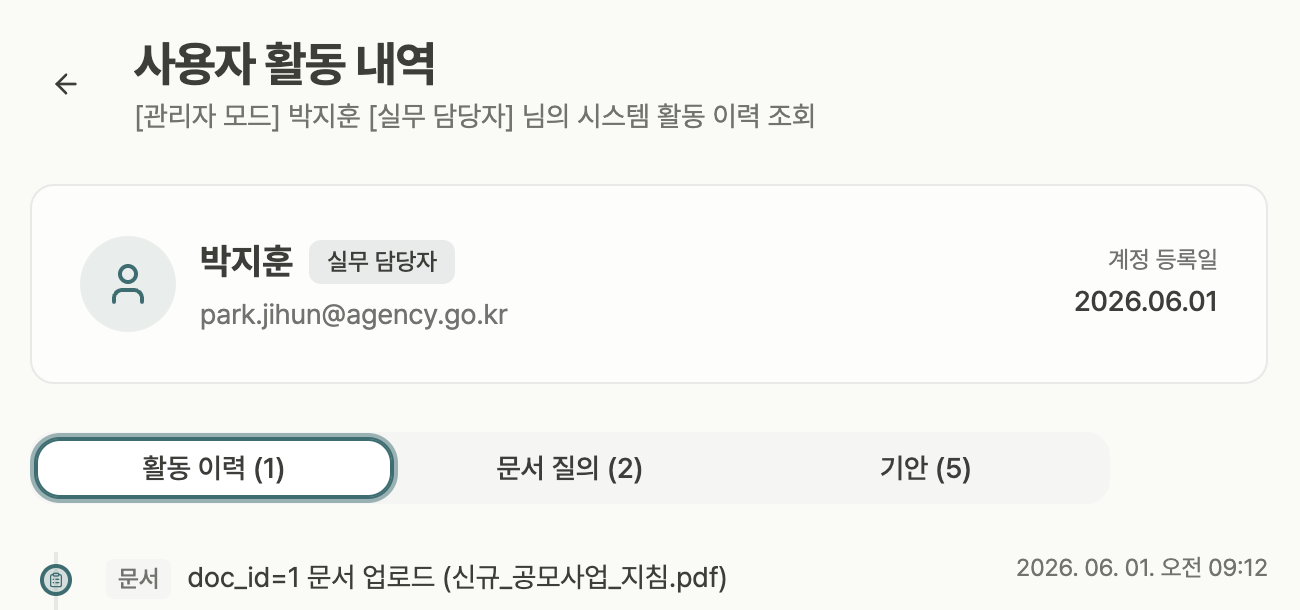 사용자 활동 내역
[관리자 모드] 박지훈 [실무 담당자] 님의 시스템 활동 이력 조회
박지훈 실무 담당자
park.jihun@agency.go.kr
계정 등록일
2026.06.01
활동 이력 (1) 문서 질의 (2) 기안 (5)
문서 doc_id=1 문서 업로드 (신규_공모사업_지침.pdf) 2026. 06. 01. 오전 09:12